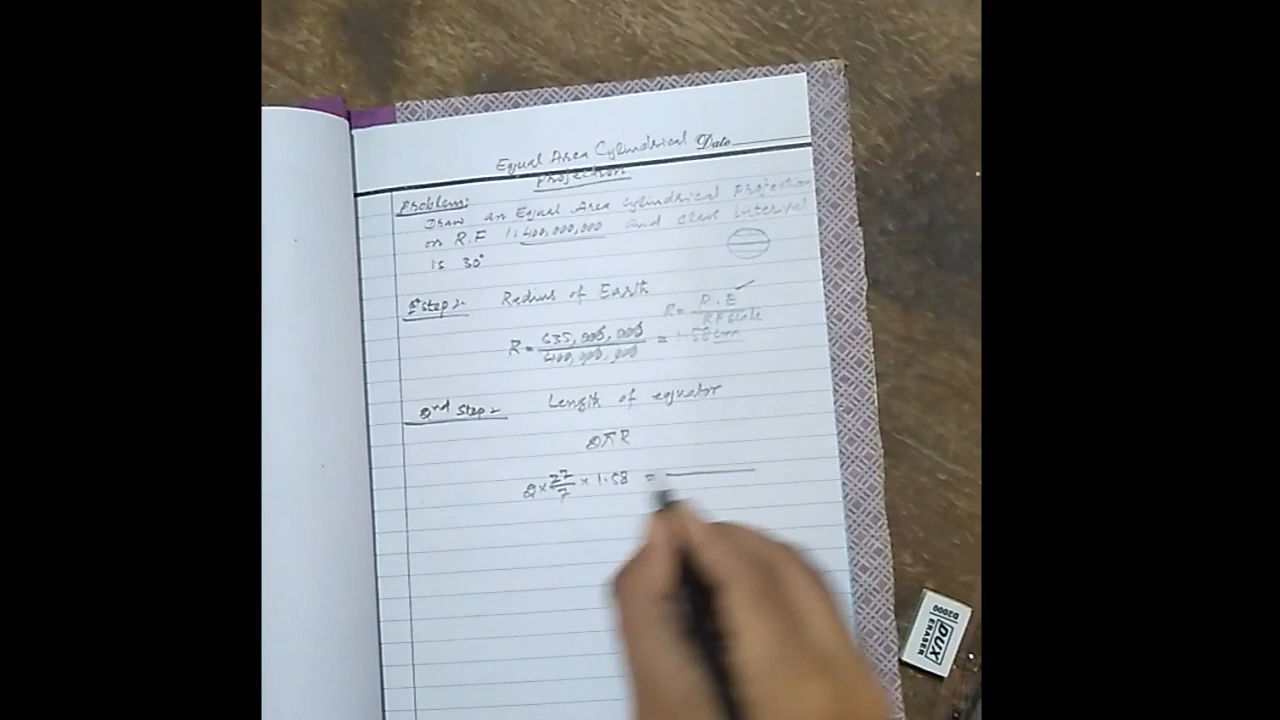 Equal Area Cylindrical Date
Projection
Problem:
Draw an Equal Area Cylindrical Projection
on R.F 1:400,000,000 and Interval
is 30°
1st step:- Radius of Earth
R = R.E / RF Scale
R = 635,000,000 / 400,000,000 = 1.58 cm
2nd step:- Length of equator
2πR
2 × 22/7 × 1.58 =
D2000
DUX
ERASER